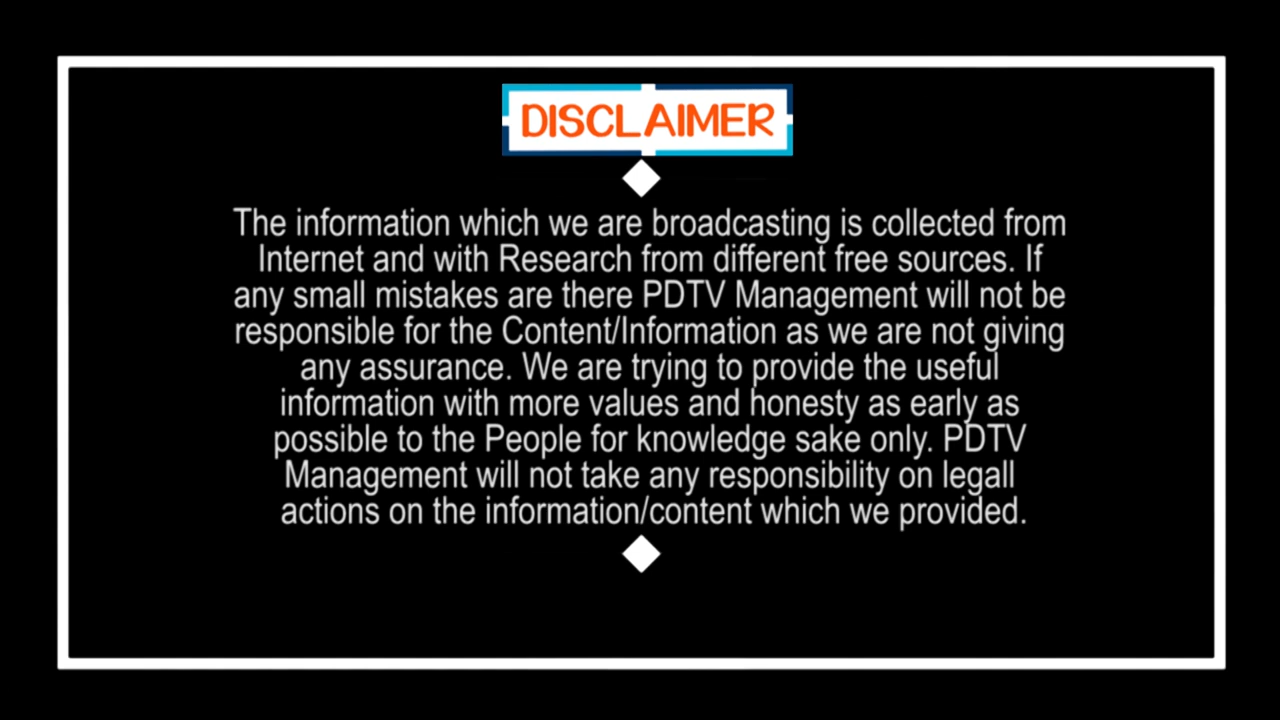 DISCLAIMER
The information which we are broadcasting is collected from
Internet and with Research from different free sources. If
any small mistakes are there PDTV Management will not be
responsible for the Content/Information as we are not giving
any assurance. We are trying to provide the useful
information with more values and honesty as early as
possible to the People for knowledge sake only. PDTV
Management will not take any responsibility on legall
actions on the information/content which we provided.